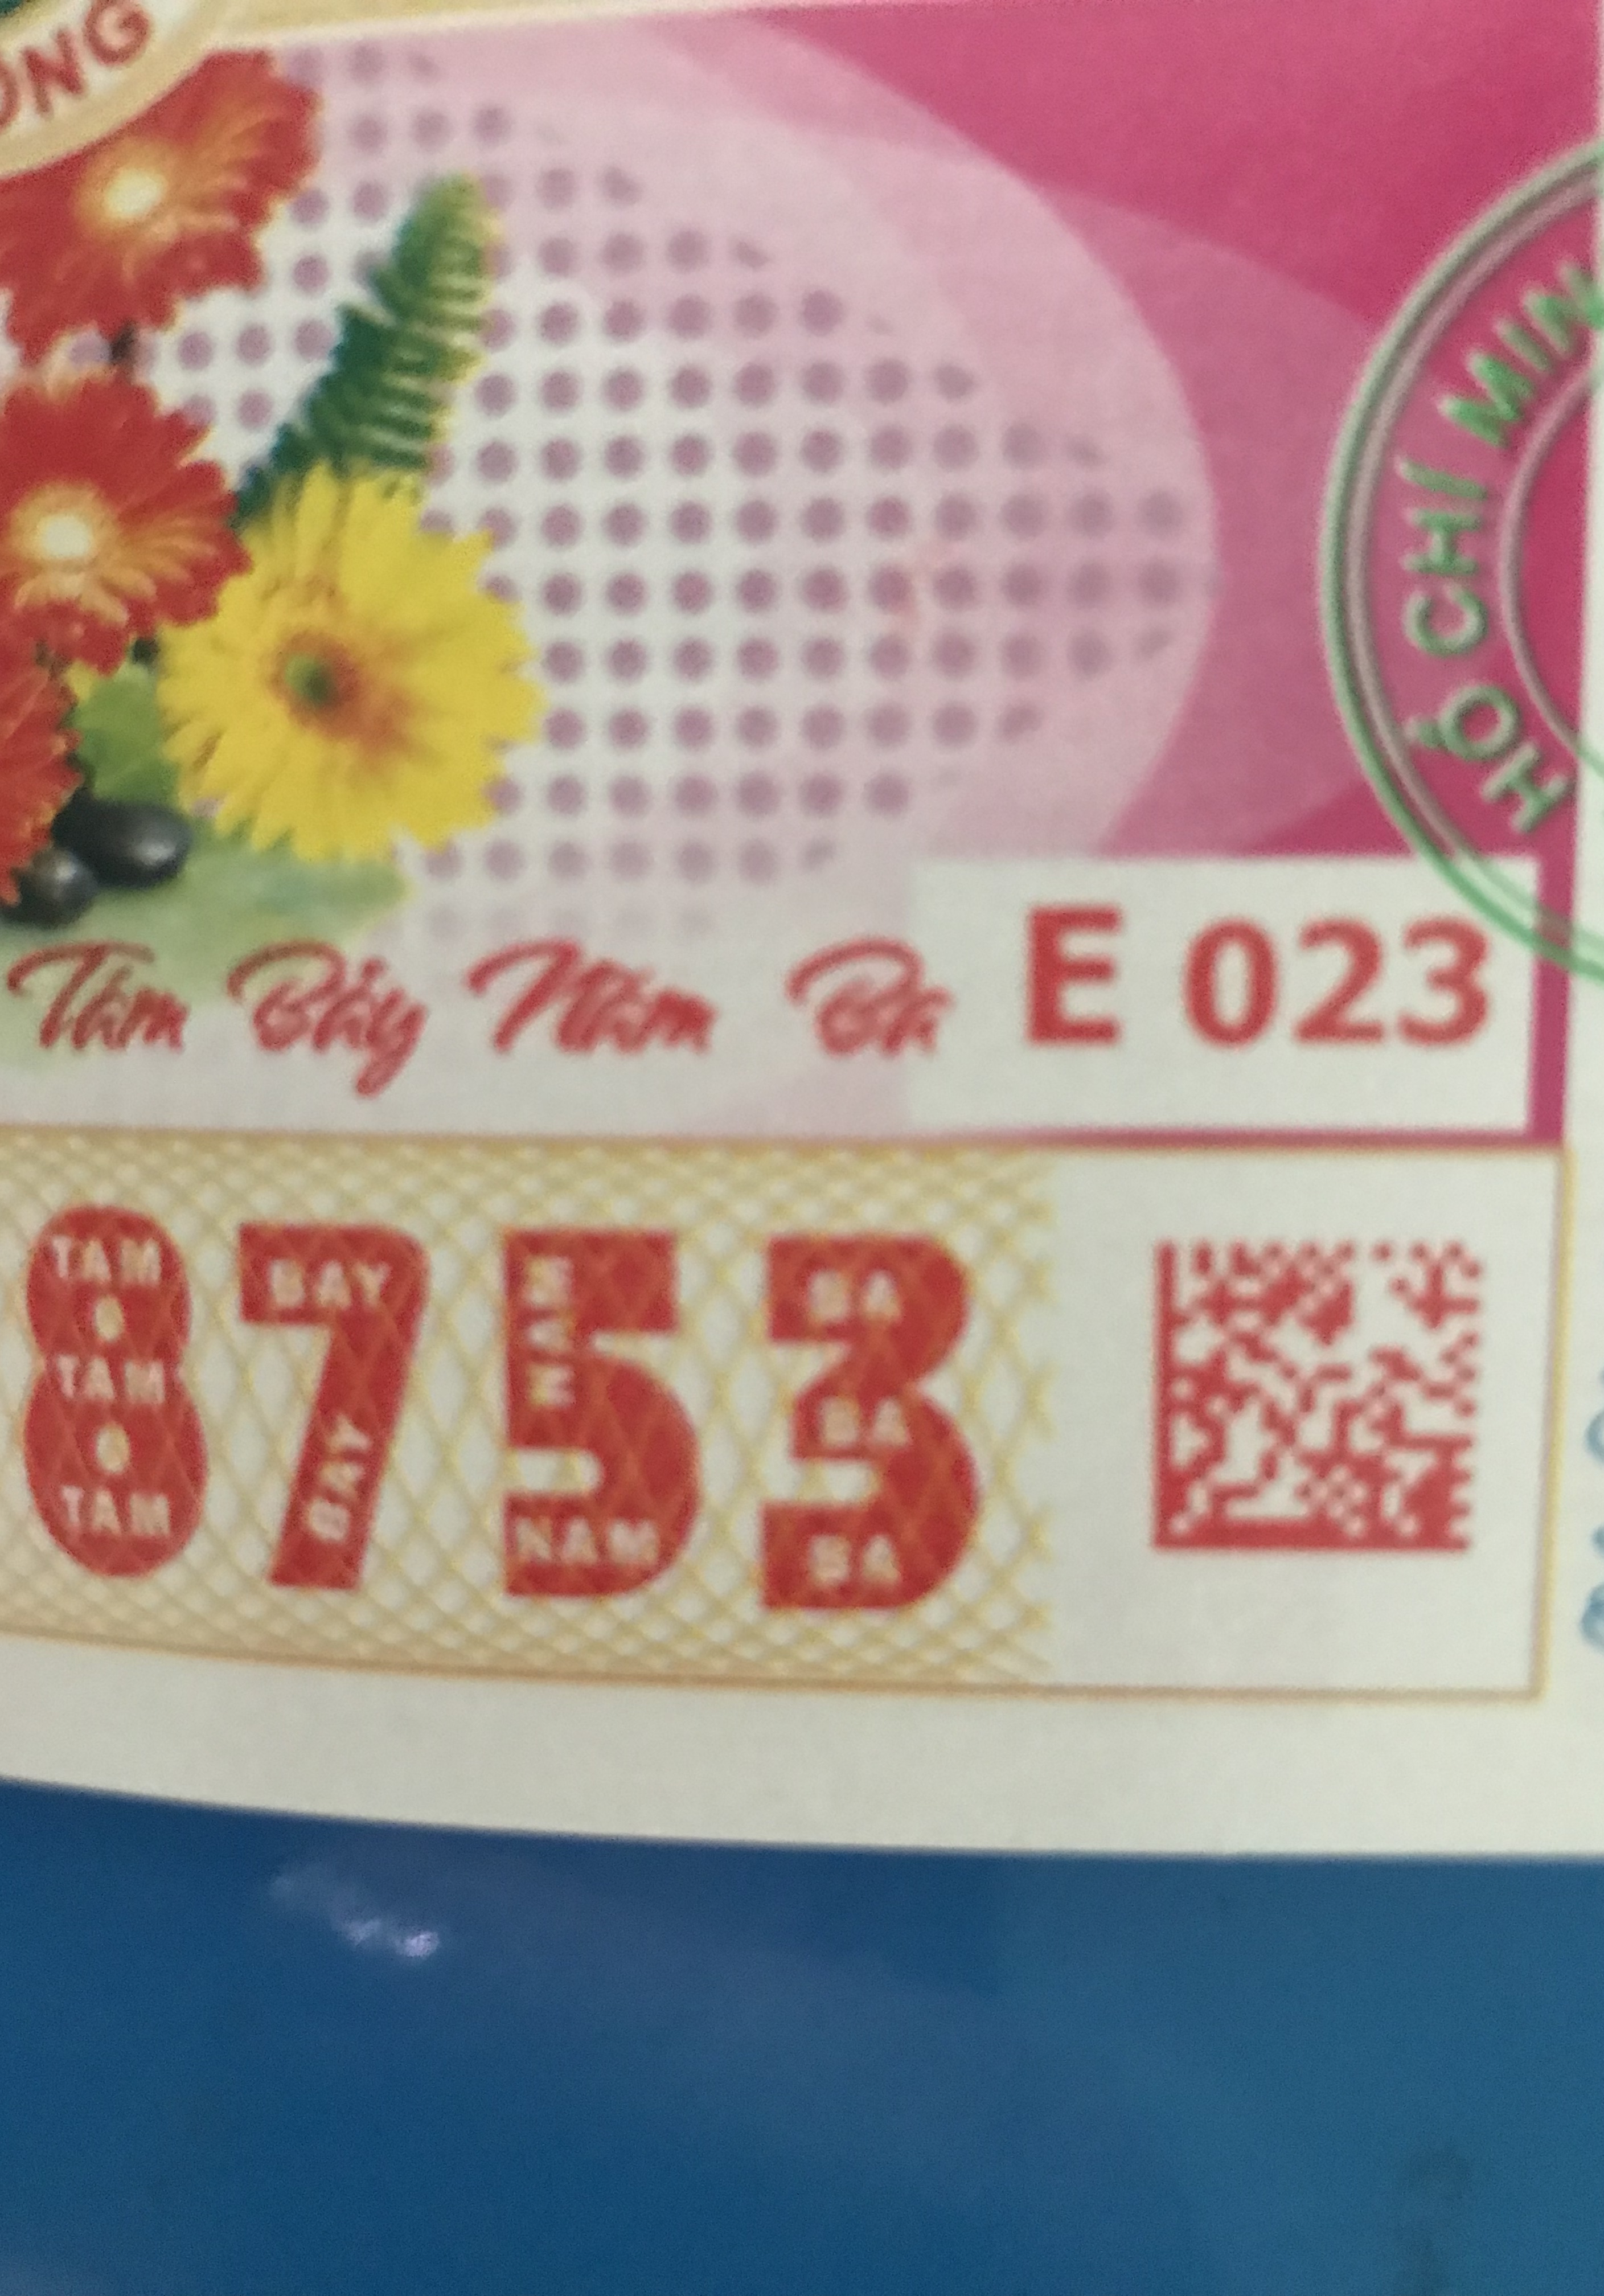 ONG
HỒ CHÍ MIN
Tám Bảy Năm Ba E 023
8753
TAM TAM TAM
BAY BAY
NAM NAM
BA BA BA